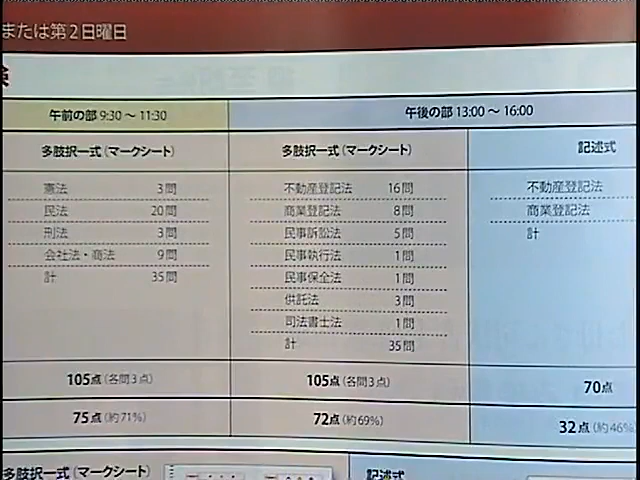 または第2日曜日
午前の部 9:30 ～ 11:30
午後の部 13:00 ～ 16:00
多肢択一式（マークシート）
多肢択一式（マークシート）
記述式
憲法 3問
民法 20問
刑法 3問
会社法・商法 9問
計 35問
不動産登記法 16問
商業登記法 8問
民事訴訟法 5問
民事執行法 1問
民事保全法 1問
供託法 3問
司法書士法 1問
計 35問
不動産登記法
商業登記法
計
105点（各問3点）
105点（各問3点）
70点
75点（約71%）
72点（約69%）
32点（約46%
多肢択一式（マークシート）
記述式